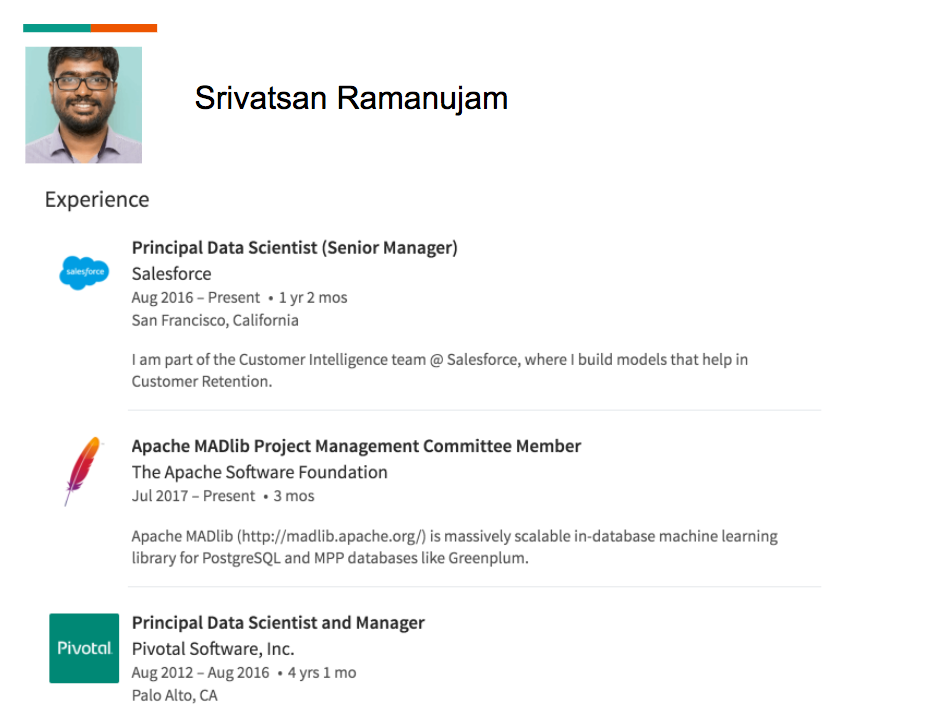 Srivatsan Ramanujam
Experience
Principal Data Scientist (Senior Manager)
salesforce
Salesforce
Aug 2016 – Present • 1 yr 2 mos
San Francisco, California
I am part of the Customer Intelligence team @ Salesforce, where I build models that help in
Customer Retention.
Apache MADlib Project Management Committee Member
The Apache Software Foundation
Jul 2017 – Present • 3 mos
Apache MADlib (http://madlib.apache.org/) is massively scalable in-database machine learning
library for PostgreSQL and MPP databases like Greenplum.
Principal Data Scientist and Manager
Pivotal
Pivotal Software, Inc.
Aug 2012 – Aug 2016 • 4 yrs 1 mo
Palo Alto, CA